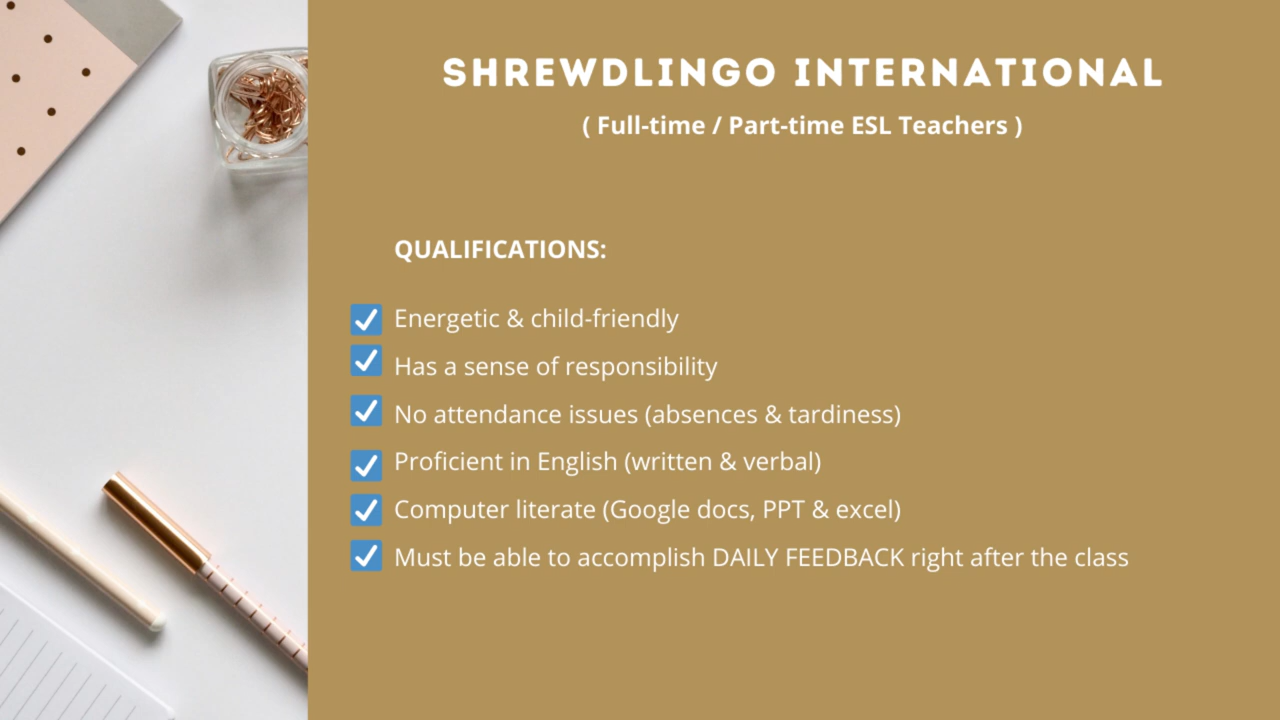 SHREWDLINGO INTERNATIONAL
( Full-time / Part-time ESL Teachers )
QUALIFICATIONS:
Energetic & child-friendly
Has a sense of responsibility
No attendance issues (absences & tardiness)
Proficient in English (written & verbal)
Computer literate (Google docs, PPT & excel)
Must be able to accomplish DAILY FEEDBACK right after the class